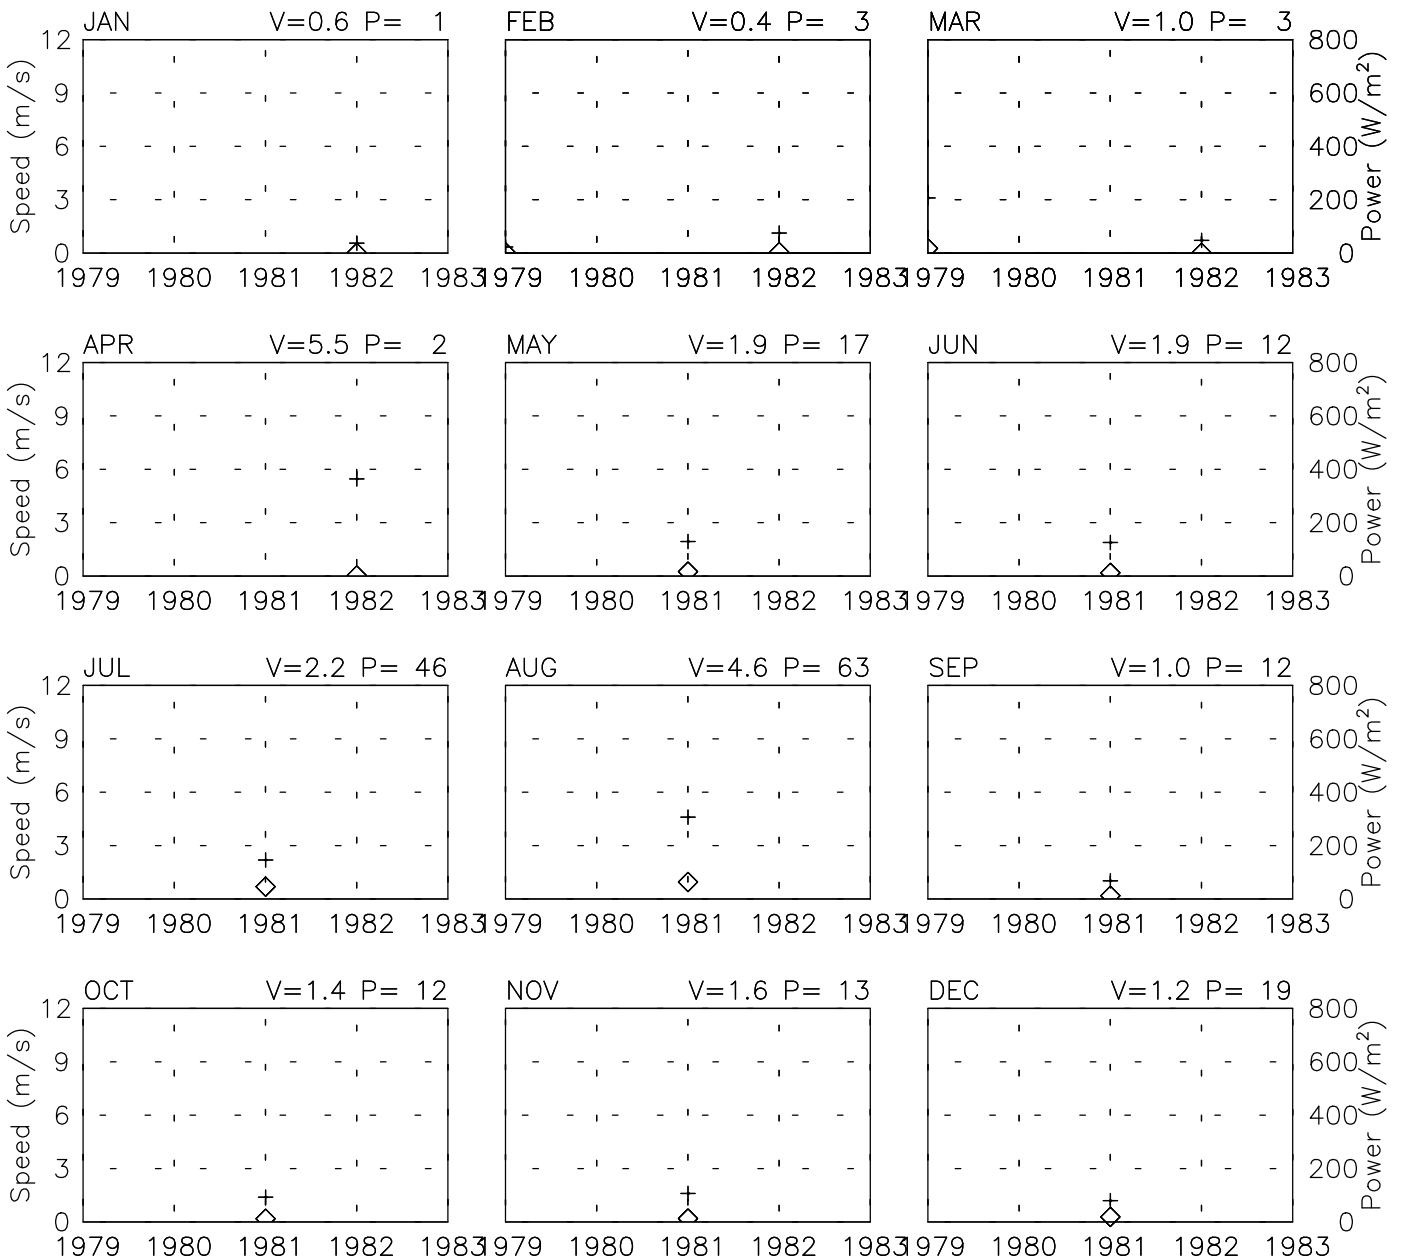 JAN V=0.6 P= 1 FEB V=0.4 P= 3 MAR V=1.0 P= 3
12 800
9 600
6 400
3 200
0 0
Speed (m/s) Power (W/m²)
1979 1980 1981 1982 1983 1979 1980 1981 1982 1983 1979 1980 1981 1982 1983
APR V=5.5 P= 2 MAY V=1.9 P= 17 JUN V=1.9 P= 12
12 800
9 600
6 400
3 200
0 0
Speed (m/s) Power (W/m²)
1979 1980 1981 1982 1983 1979 1980 1981 1982 1983 1979 1980 1981 1982 1983
JUL V=2.2 P= 46 AUG V=4.6 P= 63 SEP V=1.0 P= 12
12 800
9 600
6 400
3 200
0 0
Speed (m/s) Power (W/m²)
1979 1980 1981 1982 1983 1979 1980 1981 1982 1983 1979 1980 1981 1982 1983
OCT V=1.4 P= 12 NOV V=1.6 P= 13 DEC V=1.2 P= 19
12 800
9 600
6 400
3 200
0 0
Speed (m/s) Power (W/m²)
1979 1980 1981 1982 1983 1979 1980 1981 1982 1983 1979 1980 1981 1982 1983